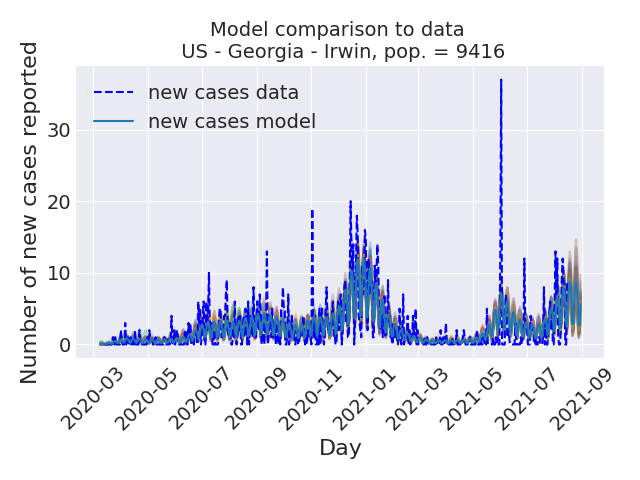 Model comparison to data
US - Georgia - Irwin, pop. = 9416
Number of new cases reported
new cases data
new cases model
30
20
10
0
2020-03
2020-05
2020-07
2020-09
2020-11
2021-01
2021-03
2021-05
2021-07
2021-09
Day